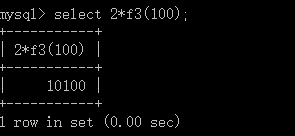 mysql> select 2*f3(100);
+-----------+
| 2*f3(100) |
+-----------+
|     10100 |
+-----------+
1 row in set (0.00 sec)